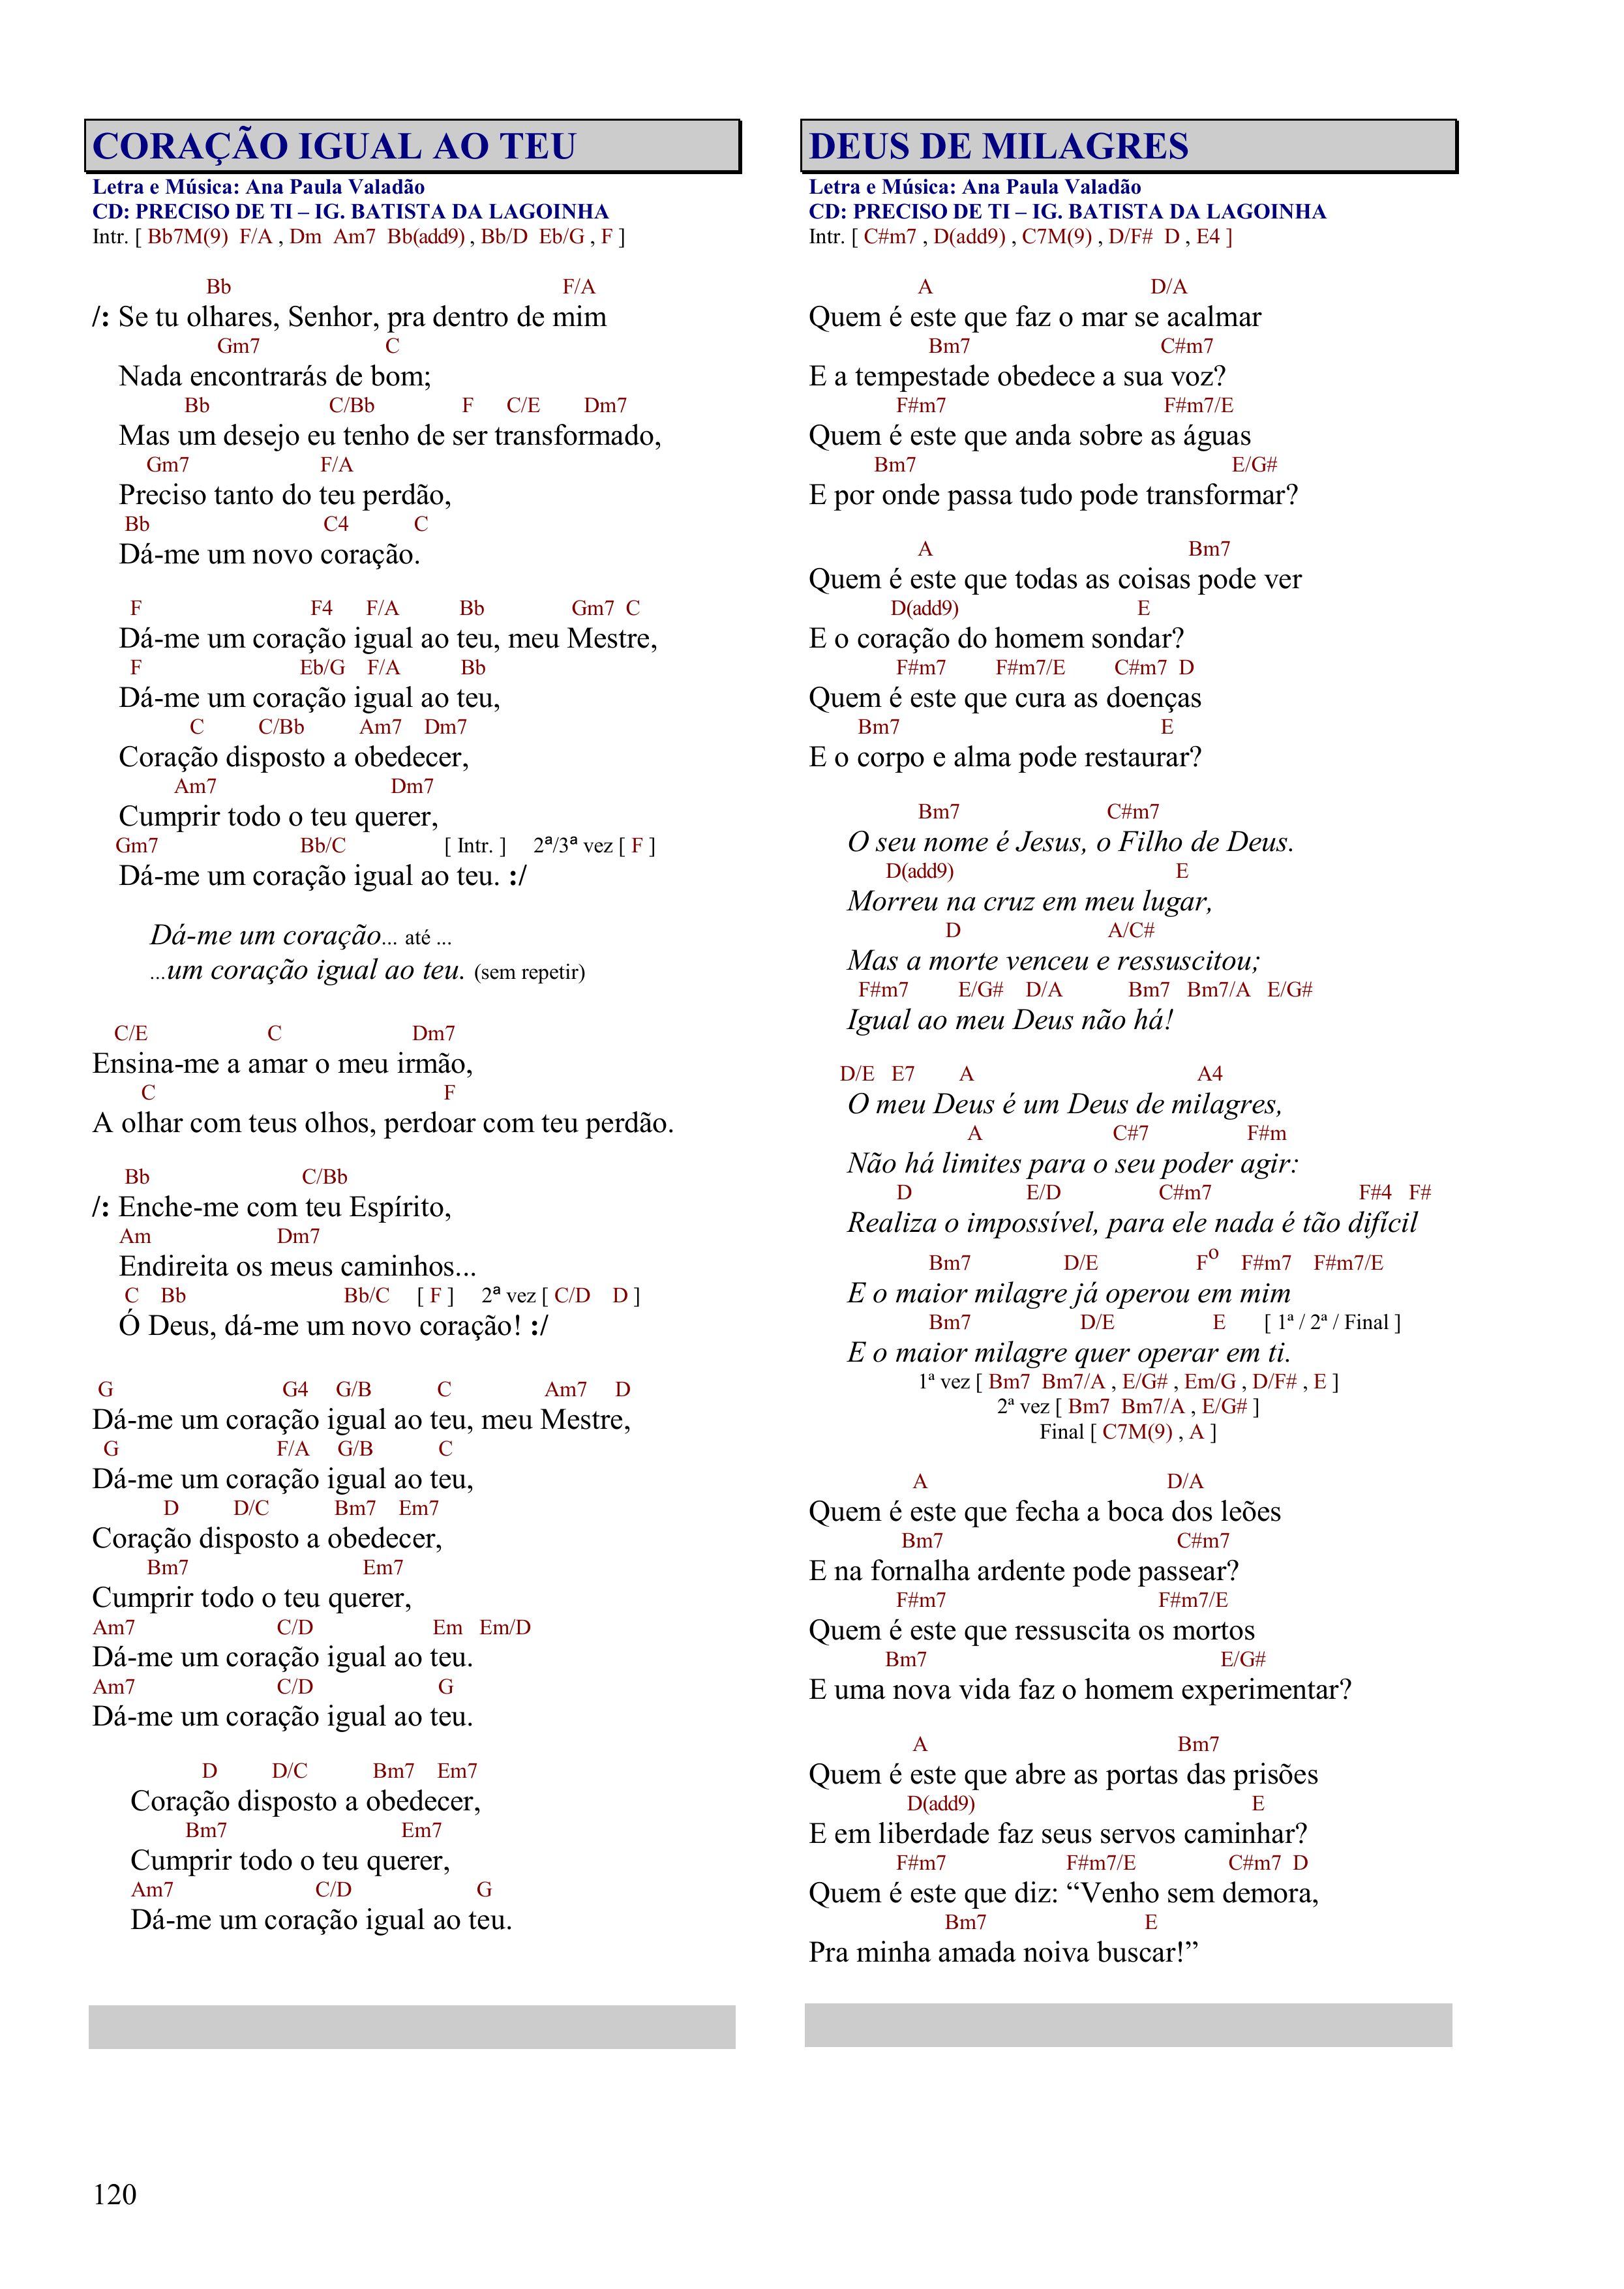 CORAÇÃO IGUAL AO TEU
Letra e Música: Ana Paula Valadão
CD: PRECISO DE TI – IG. BATISTA DA LAGOINHA
Intr. [ Bb7M(9) F/A , Dm Am7 Bb(add9) , Bb/D Eb/G , F ]
Bb F/A
/: Se tu olhares, Senhor, pra dentro de mim
Gm7 C
Nada encontrarás de bom;
Bb C/Bb F C/E Dm7
Mas um desejo eu tenho de ser transformado,
Gm7 F/A
Preciso tanto do teu perdão,
Bb C4 C
Dá-me um novo coração.
F F4 F/A Bb Gm7 C
Dá-me um coração igual ao teu, meu Mestre,
F Eb/G F/A Bb
Dá-me um coração igual ao teu,
C C/Bb Am7 Dm7
Coração disposto a obedecer,
Am7 Dm7
Cumprir todo o teu querer,
Gm7 Bb/C [ Intr. ] 2ª/3ª vez [ F ]
Dá-me um coração igual ao teu. :/
Dá-me um coração... até ...
...um coração igual ao teu. (sem repetir)
C/E C Dm7
Ensina-me a amar o meu irmão,
C F
A olhar com teus olhos, perdoar com teu perdão.
Bb C/Bb
/: Enche-me com teu Espírito,
Am Dm7
Endireita os meus caminhos...
C Bb Bb/C [ F ] 2ª vez [ C/D D ]
Ó Deus, dá-me um novo coração! :/
G G4 G/B C Am7 D
Dá-me um coração igual ao teu, meu Mestre,
G F/A G/B C
Dá-me um coração igual ao teu,
D D/C Bm7 Em7
Coração disposto a obedecer,
Bm7 Em7
Cumprir todo o teu querer,
Am7 C/D Em Em/D
Dá-me um coração igual ao teu.
Am7 C/D G
Dá-me um coração igual ao teu.
D D/C Bm7 Em7
Coração disposto a obedecer,
Bm7 Em7
Cumprir todo o teu querer,
Am7 C/D G
Dá-me um coração igual ao teu.
DEUS DE MILAGRES
Letra e Música: Ana Paula Valadão
CD: PRECISO DE TI – IG. BATISTA DA LAGOINHA
Intr. [ C#m7 , D(add9) , C7M(9) , D/F# D , E4 ]
A D/A
Quem é este que faz o mar se acalmar
Bm7 C#m7
E a tempestade obedece a sua voz?
F#m7 F#m7/E
Quem é este que anda sobre as águas
Bm7 E/G#
E por onde passa tudo pode transformar?
A Bm7
Quem é este que todas as coisas pode ver
D(add9) E
E o coração do homem sondar?
F#m7 F#m7/E C#m7 D
Quem é este que cura as doenças
Bm7 E
E o corpo e alma pode restaurar?
Bm7 C#m7
O seu nome é Jesus, o Filho de Deus.
D(add9) E
Morreu na cruz em meu lugar,
D A/C#
Mas a morte venceu e ressuscitou;
F#m7 E/G# D/A Bm7 Bm7/A E/G#
Igual ao meu Deus não há!
D/E E7 A A4
O meu Deus é um Deus de milagres,
A C#7 F#m
Não há limites para o seu poder agir:
D E/D C#m7 F#4 F#
Realiza o impossível, para ele nada é tão difícil
Bm7 D/E Fº F#m7 F#m7/E
E o maior milagre já operou em mim
Bm7 D/E E [ 1ª / 2ª / Final ]
E o maior milagre quer operar em ti.
1ª vez [ Bm7 Bm7/A , E/G# , Em/G , D/F# , E ]
2ª vez [ Bm7 Bm7/A , E/G# ]
Final [ C7M(9) , A ]
A D/A
Quem é este que fecha a boca dos leões
Bm7 C#m7
E na fornalha ardente pode passear?
F#m7 F#m7/E
Quem é este que ressuscita os mortos
Bm7 E/G#
E uma nova vida faz o homem experimentar?
A Bm7
Quem é este que abre as portas das prisões
D(add9) E
E em liberdade faz seus servos caminhar?
F#m7 F#m7/E C#m7 D
Quem é este que diz: “Venho sem demora,
Bm7 E
Pra minha amada noiva buscar!”
120